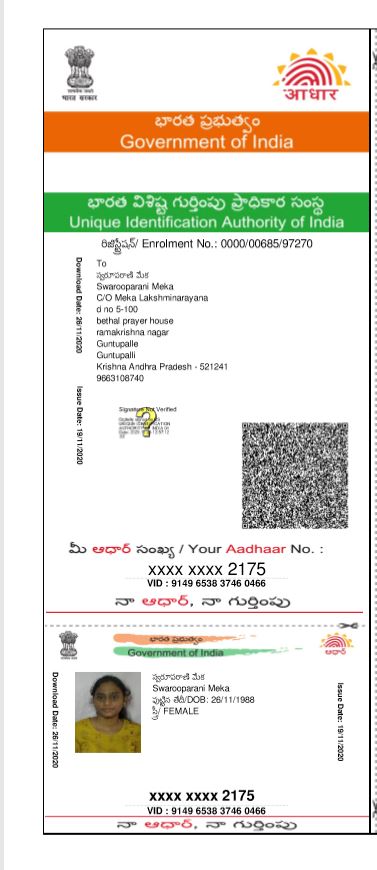 भारत सरकार
आधार
భారత ప్రభుత్వం
Government of India
భారత విశిష్ట గుర్తింపు ప్రాధికార సంస్థ
Unique Identification Authority of India
రిజిస్ట్రేషన్/ Enrolment No.: 0000/00685/97270
Download Date: 26/11/2020
Issue Date: 19/11/2020
To
స్వరూపరాణి మేక
Swarooparani Meka
C/O Meka Lakshminarayana
d no 5-100
bethal prayer house
ramakrishna nagar
Guntupalle
Guntupalli
Krishna Andhra Pradesh - 521241
9663108740
Signature Not Verified
మీ ఆధార్ సంఖ్య / Your Aadhaar No. :
xxxx xxxx 2175
VID : 9149 6538 3746 0466
నా ఆధార్, నా గుర్తింపు
భారత ప్రభుత్వం
Government of India
ఆధార్
Download Date: 26/11/2020
స్వరూపరాణి మేక
Swarooparani Meka
పుట్టిన తేదీ/DOB: 26/11/1988
స్త్రీ/ FEMALE
Issue Date: 19/11/2020
xxxx xxxx 2175
VID : 9149 6538 3746 0466
నా ఆధార్, నా గుర్తింపు